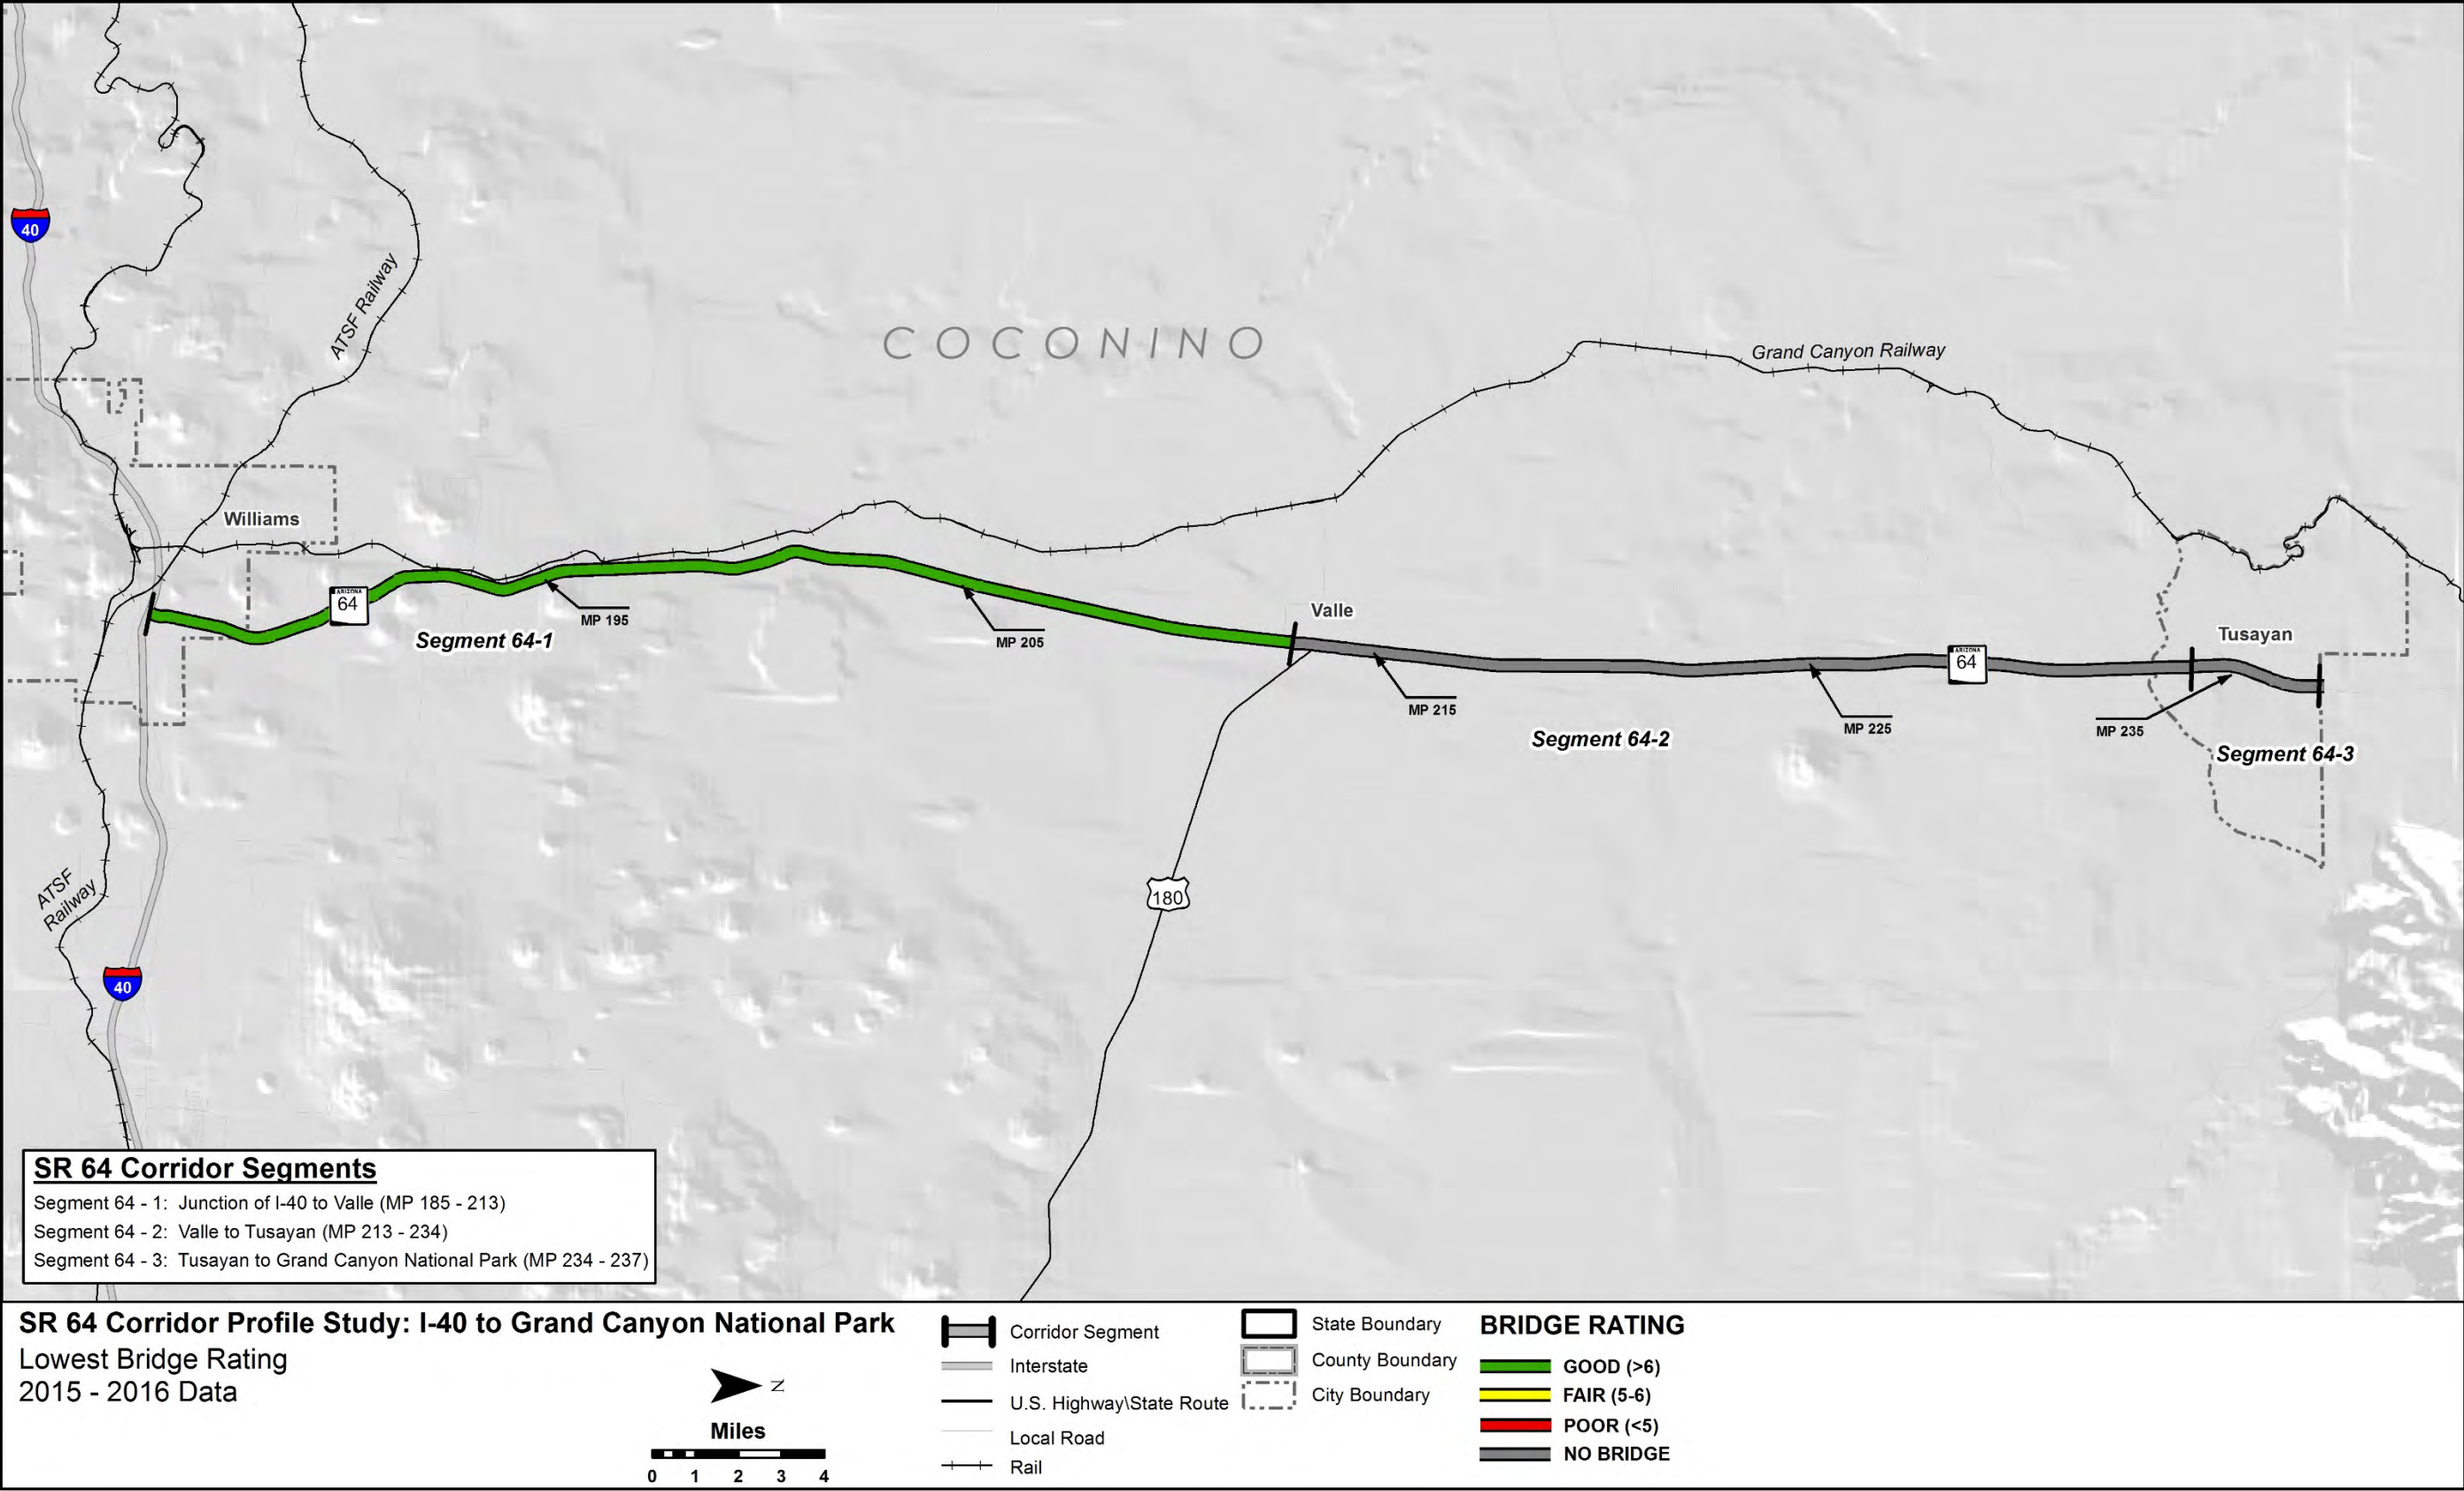 40
ATSF Railway
COCONINO
Grand Canyon Railway
Williams
ARIZONA
64
MP 195
Segment 64-1
MP 205
Valle
MP 215
Segment 64-2
MP 225
ARIZONA
64
Tusayan
MP 235
Segment 64-3
180
ATSF
Railway
40
SR 64 Corridor Segments
Segment 64 - 1: Junction of I-40 to Valle (MP 185 - 213)
Segment 64 - 2: Valle to Tusayan (MP 213 - 234)
Segment 64 - 3: Tusayan to Grand Canyon National Park (MP 234 - 237)
SR 64 Corridor Profile Study: I-40 to Grand Canyon National Park
Lowest Bridge Rating
2015 - 2016 Data
N
Miles
0 1 2 3 4
Corridor Segment
Interstate
U.S. Highway\State Route
Local Road
Rail
State Boundary
County Boundary
City Boundary
BRIDGE RATING
GOOD (>6)
FAIR (5-6)
POOR (<5)
NO BRIDGE